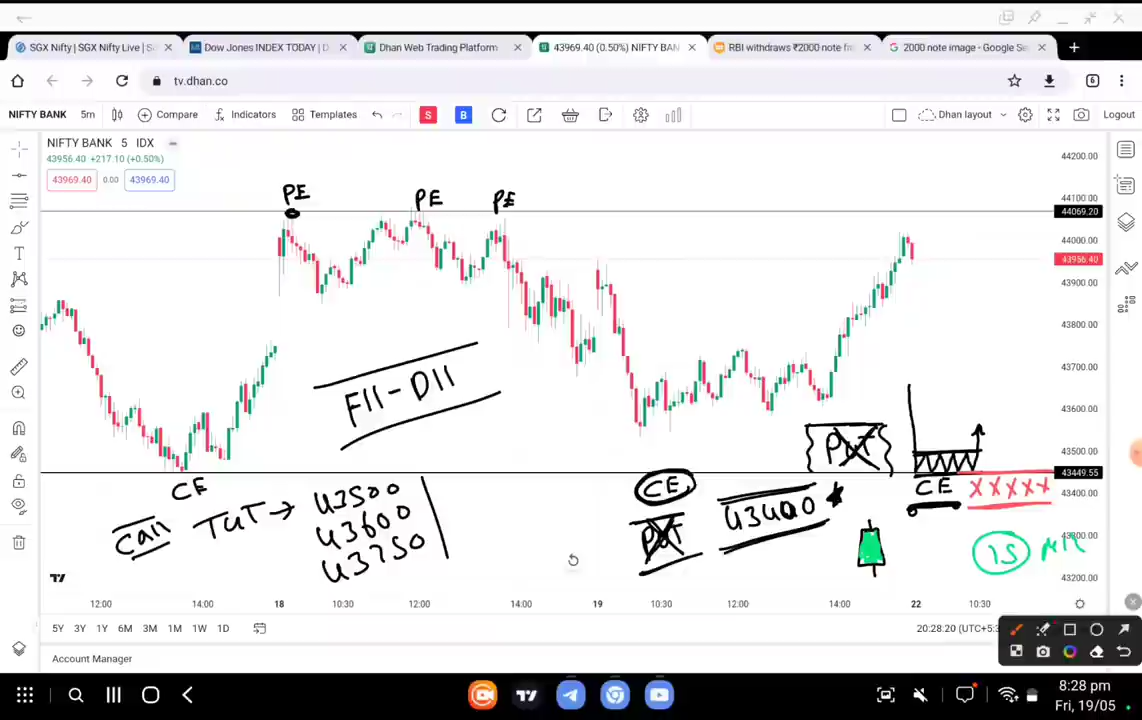 SGX Nifty | SGX Nifty Live | S
Dow Jones INDEX TODAY | D
Dhan Web Trading Platform
43969.40 (0.50%) NIFTY BAN
RBI withdraws ₹2000 note fr
2000 note image - Google Se
tv.dhan.co
6
NIFTY BANK 5m Compare Indicators Templates S B Dhan layout Logout
NIFTY BANK 5 IDX
43956.40 +217.10 (+0.50%)
43969.40 0.00 43969.40
PE PE PE
44200.00
44100.00
44069.20
44000.00
43956.40
43900.00
43800.00
43700.00
43600.00
43500.00
43449.55
43400.00
43300.00
43200.00
FII-DII
PUT
CE
CE
CE
XXXXX
Call
TUT → 43500
43600
43750
PUT
43400
15
12:00 14:00 18 10:30 12:00 14:00 19 10:30 12:00 14:00 22 10:30
5Y 3Y 1Y 6M 3M 1M 1W 1D
20:28:20 (UTC+5:3
Account Manager
8:28 pm
Fri, 19/05